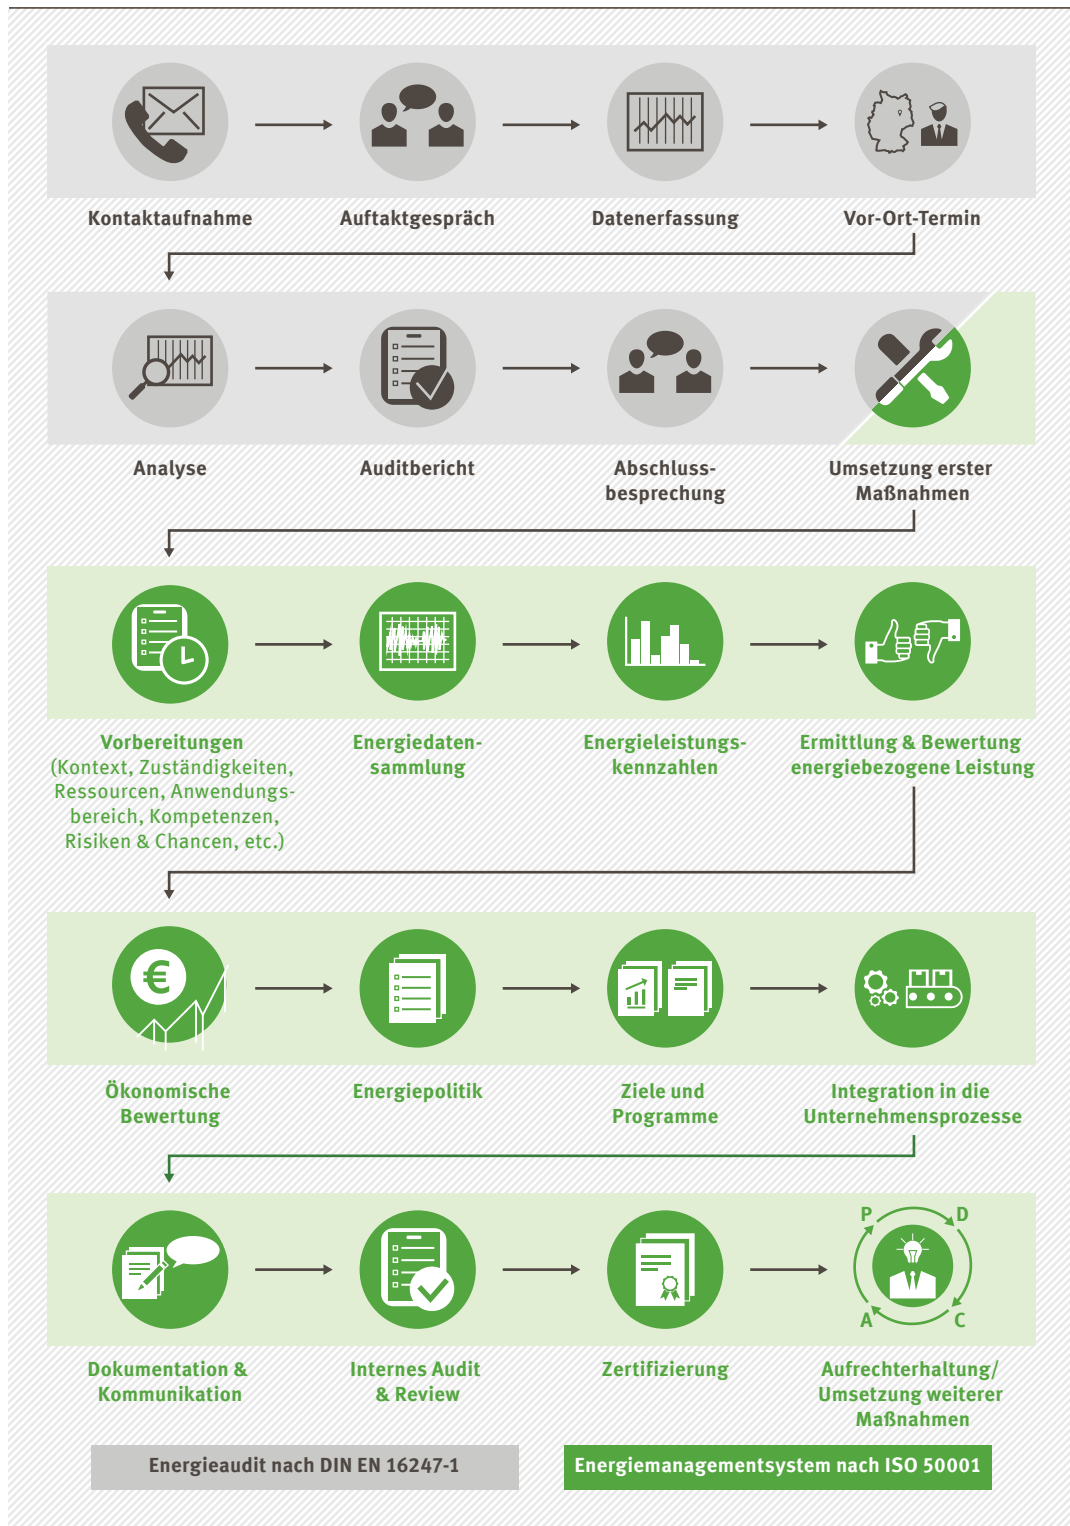 Kontaktaufnahme
Auftaktgespräch
Datenerfassung
Vor-Ort-Termin
Analyse
Auditbericht
Abschluss-
besprechung
Umsetzung erster
Maßnahmen
Vorbereitungen
(Kontext, Zuständigkeiten,
Ressourcen, Anwendungs-
bereich, Kompetenzen,
Risiken & Chancen, etc.)
Energiedaten-
sammlung
Energieleistungs-
kennzahlen
Ermittlung & Bewertung
energiebezogene Leistung
€
Ökonomische
Bewertung
Energiepolitik
Ziele und
Programme
Integration in die
Unternehmensprozesse
P
D
A
C
Dokumentation &
Kommunikation
Internes Audit
& Review
Zertifizierung
Aufrechterhaltung/
Umsetzung weiterer
Maßnahmen
Energieaudit nach DIN EN 16247-1
Energiemanagementsystem nach ISO 50001